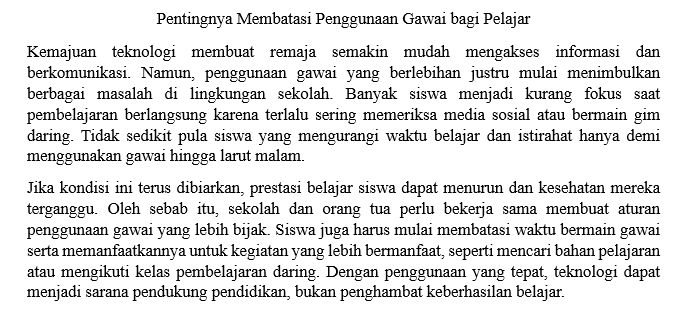 Pentingnya Membatasi Penggunaan Gawai bagi Pelajar
Kemajuan teknologi membuat remaja semakin mudah mengakses informasi dan
berkomunikasi. Namun, penggunaan gawai yang berlebihan justru mulai menimbulkan
berbagai masalah di lingkungan sekolah. Banyak siswa menjadi kurang fokus saat
pembelajaran berlangsung karena terlalu sering memeriksa media sosial atau bermain gim
daring. Tidak sedikit pula siswa yang mengurangi waktu belajar dan istirahat hanya demi
menggunakan gawai hingga larut malam.
Jika kondisi ini terus dibiarkan, prestasi belajar siswa dapat menurun dan kesehatan mereka
terganggu. Oleh sebab itu, sekolah dan orang tua perlu bekerja sama membuat aturan
penggunaan gawai yang lebih bijak. Siswa juga harus mulai membatasi waktu bermain gawai
serta memanfaatkannya untuk kegiatan yang lebih bermanfaat, seperti mencari bahan pelajaran
atau mengikuti kelas pembelajaran daring. Dengan penggunaan yang tepat, teknologi dapat
menjadi sarana pendukung pendidikan, bukan penghambat keberhasilan belajar.